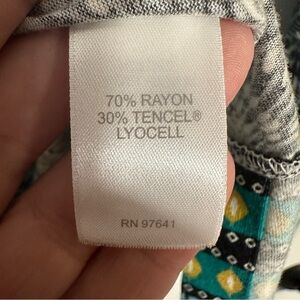 70% RAYON
30% TENCEL®
LYOCELL
RN 97641